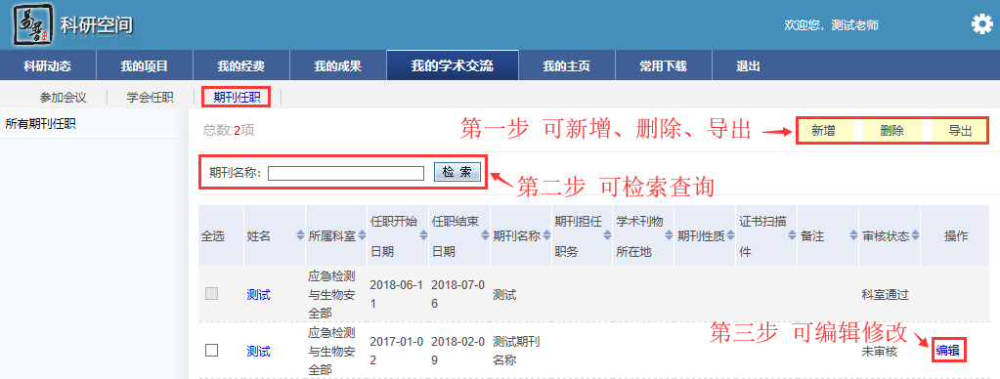 易普 科研空间
欢迎您，测试老师
科研动态 我的项目 我的经费 我的成果 我的学术交流 我的主页 常用下载 退出
参加会议 学会任职 期刊任职
所有期刊任职
总数:2项
第一步 可新增、删除、导出
新增 删除 导出
期刊名称: 检 索
第二步 可检索查询
全选 姓名 所属科室 任职开始日期 任职结束日期 期刊名称 期刊担任职务 学术刊物所在地 期刊性质 证书扫描件 备注 审核状态 操作
测试 应急检测与生物安全部 2018-06-11 2018-07-06 测试 科室通过
第三步 可编辑修改
测试 应急检测与生物安全部 2017-01-02 2018-02-09 测试期刊名称 未审核 编辑